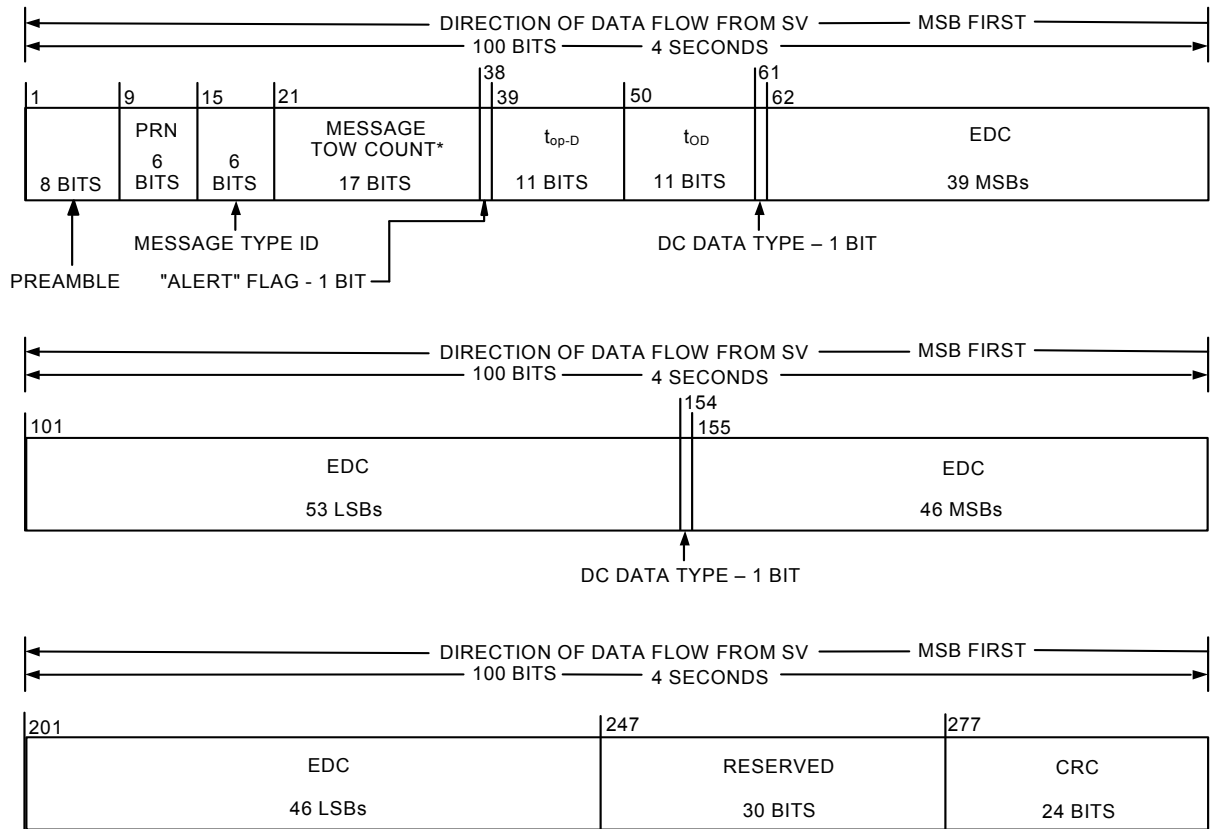 DIRECTION OF DATA FLOW FROM SV MSB FIRST
100 BITS 4 SECONDS
38 61
1 9 15 21 39 50 62
PRN MESSAGE t_op-D t_OD EDC
TOW COUNT*
6 6
8 BITS BITS BITS 17 BITS 11 BITS 11 BITS 39 MSBs
MESSAGE TYPE ID DC DATA TYPE – 1 BIT
PREAMBLE "ALERT" FLAG - 1 BIT
DIRECTION OF DATA FLOW FROM SV MSB FIRST
100 BITS 4 SECONDS
154
101 155
EDC EDC
53 LSBs 46 MSBs
DC DATA TYPE – 1 BIT
DIRECTION OF DATA FLOW FROM SV MSB FIRST
100 BITS 4 SECONDS
201 247 277
EDC RESERVED CRC
46 LSBs 30 BITS 24 BITS